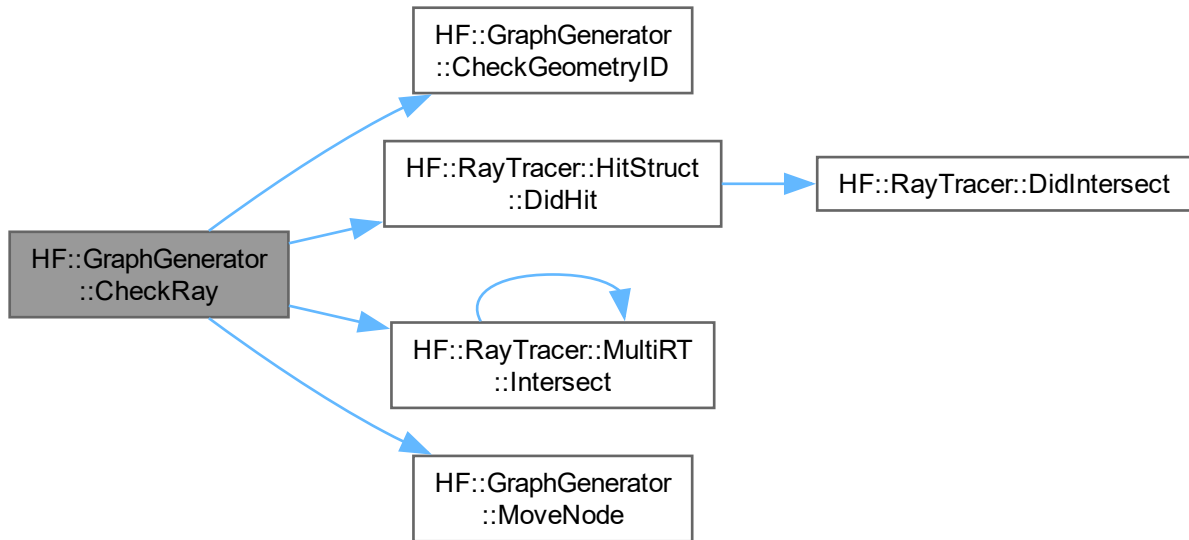 HF::GraphGenerator
::CheckGeometryID
HF::RayTracer::HitStruct
::DidHit
HF::RayTracer::DidIntersect
HF::GraphGenerator
::CheckRay
HF::RayTracer::MultiRT
::Intersect
HF::GraphGenerator
::MoveNode